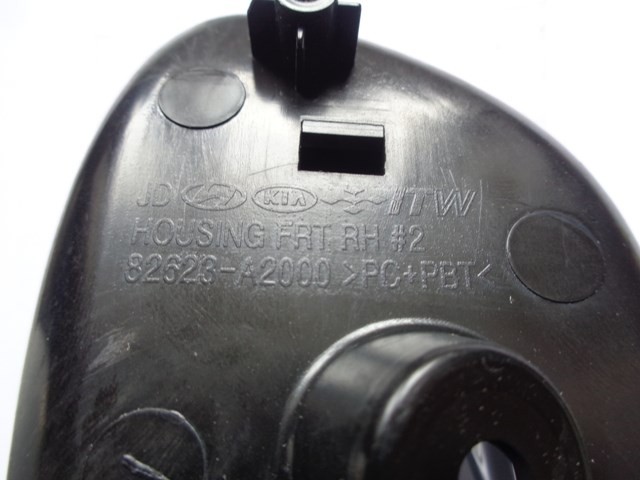 JD KIA ITW
HOUSING FRT RH #2
82623-A2000 >PC+PBT<